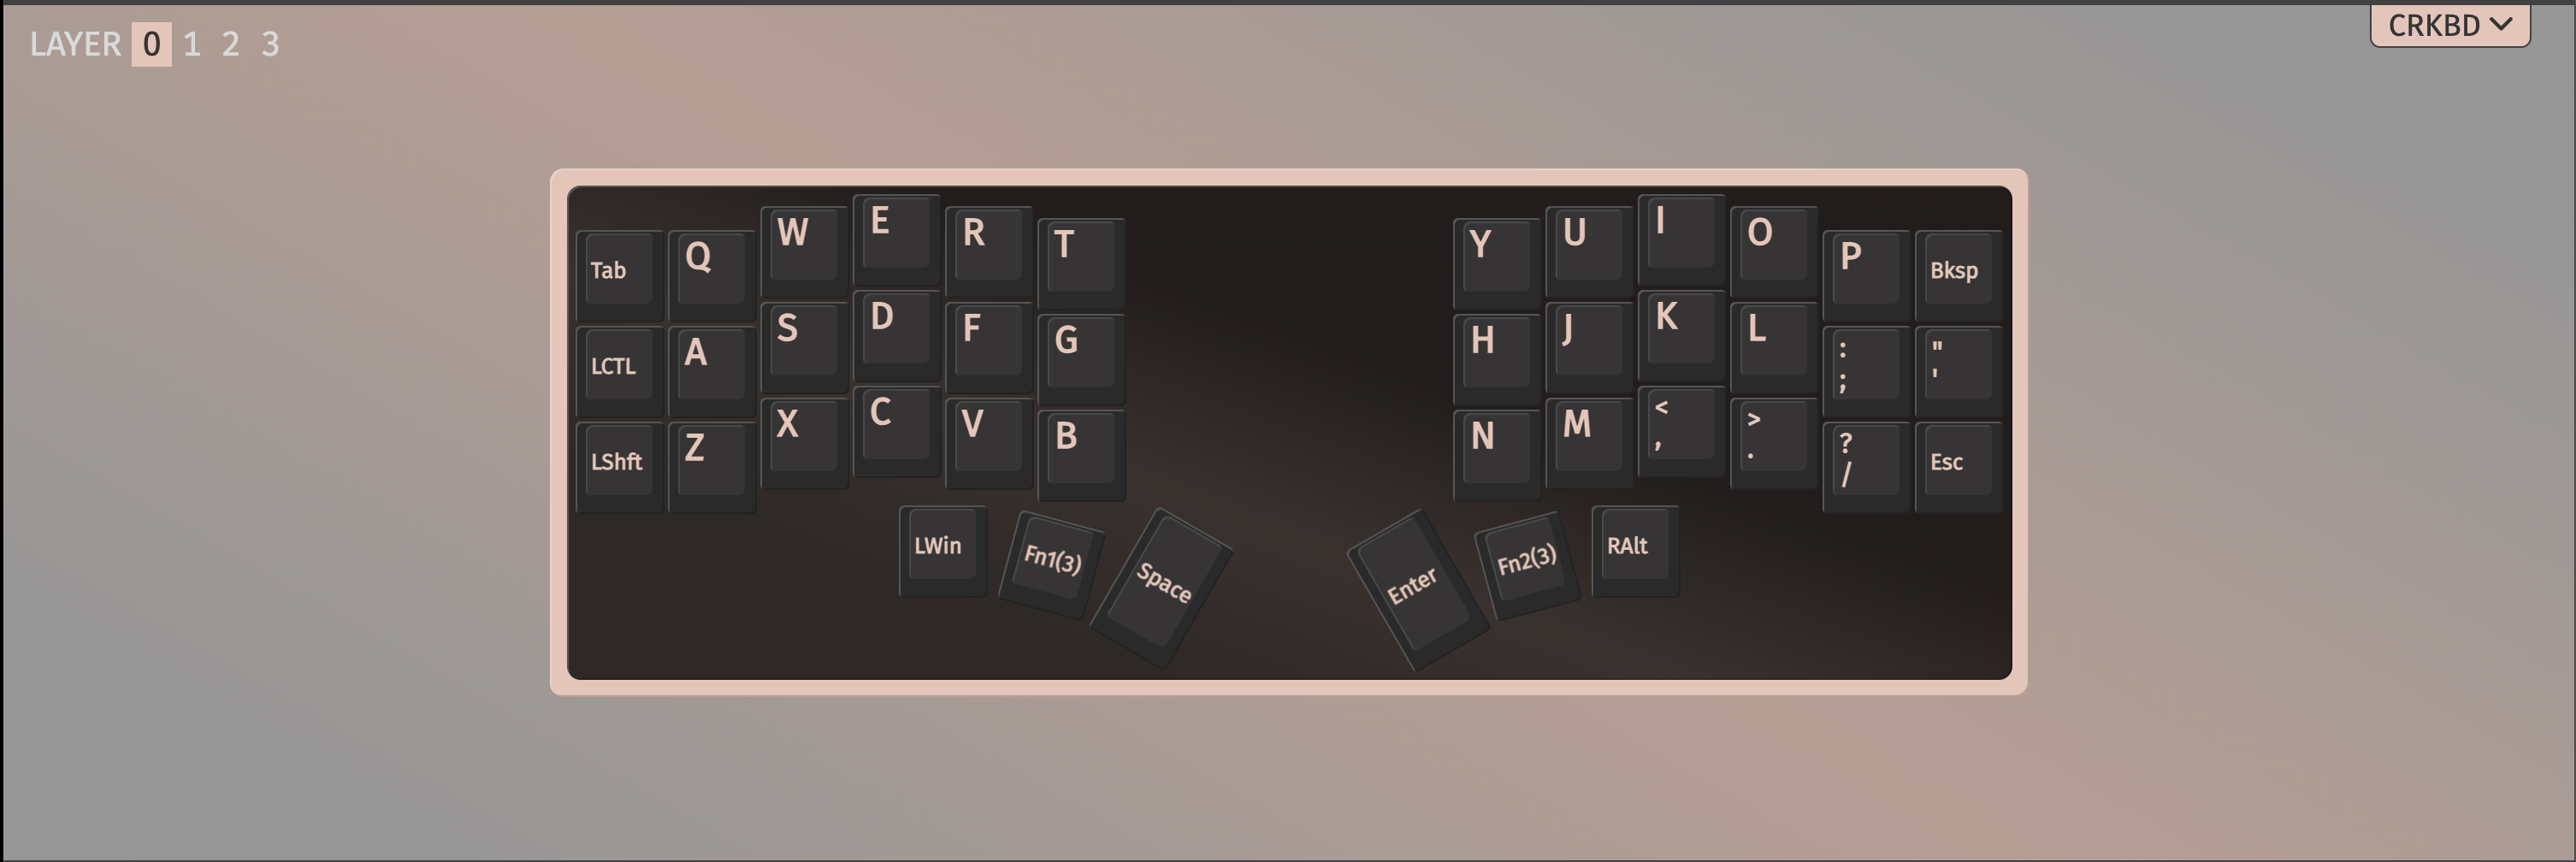 LAYER 0 1 2 3
CRKBD
Tab Q W E R T Y U I O P Bksp
LCTL A S D F G H J K L : ; " '
LShft Z X C V B N M < , > . ? / Esc
LWin Fn1(3) Space Enter Fn2(3) RAlt